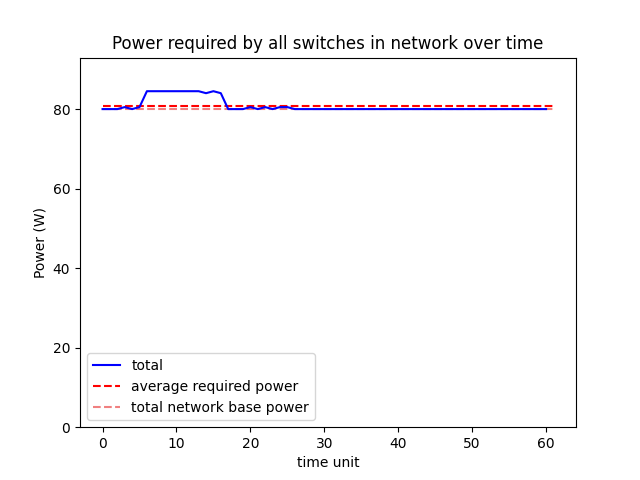 Power required by all switches in network over time
80
60
40
20
0
Power (W)
total
average required power
total network base power
0 10 20 30 40 50 60
time unit